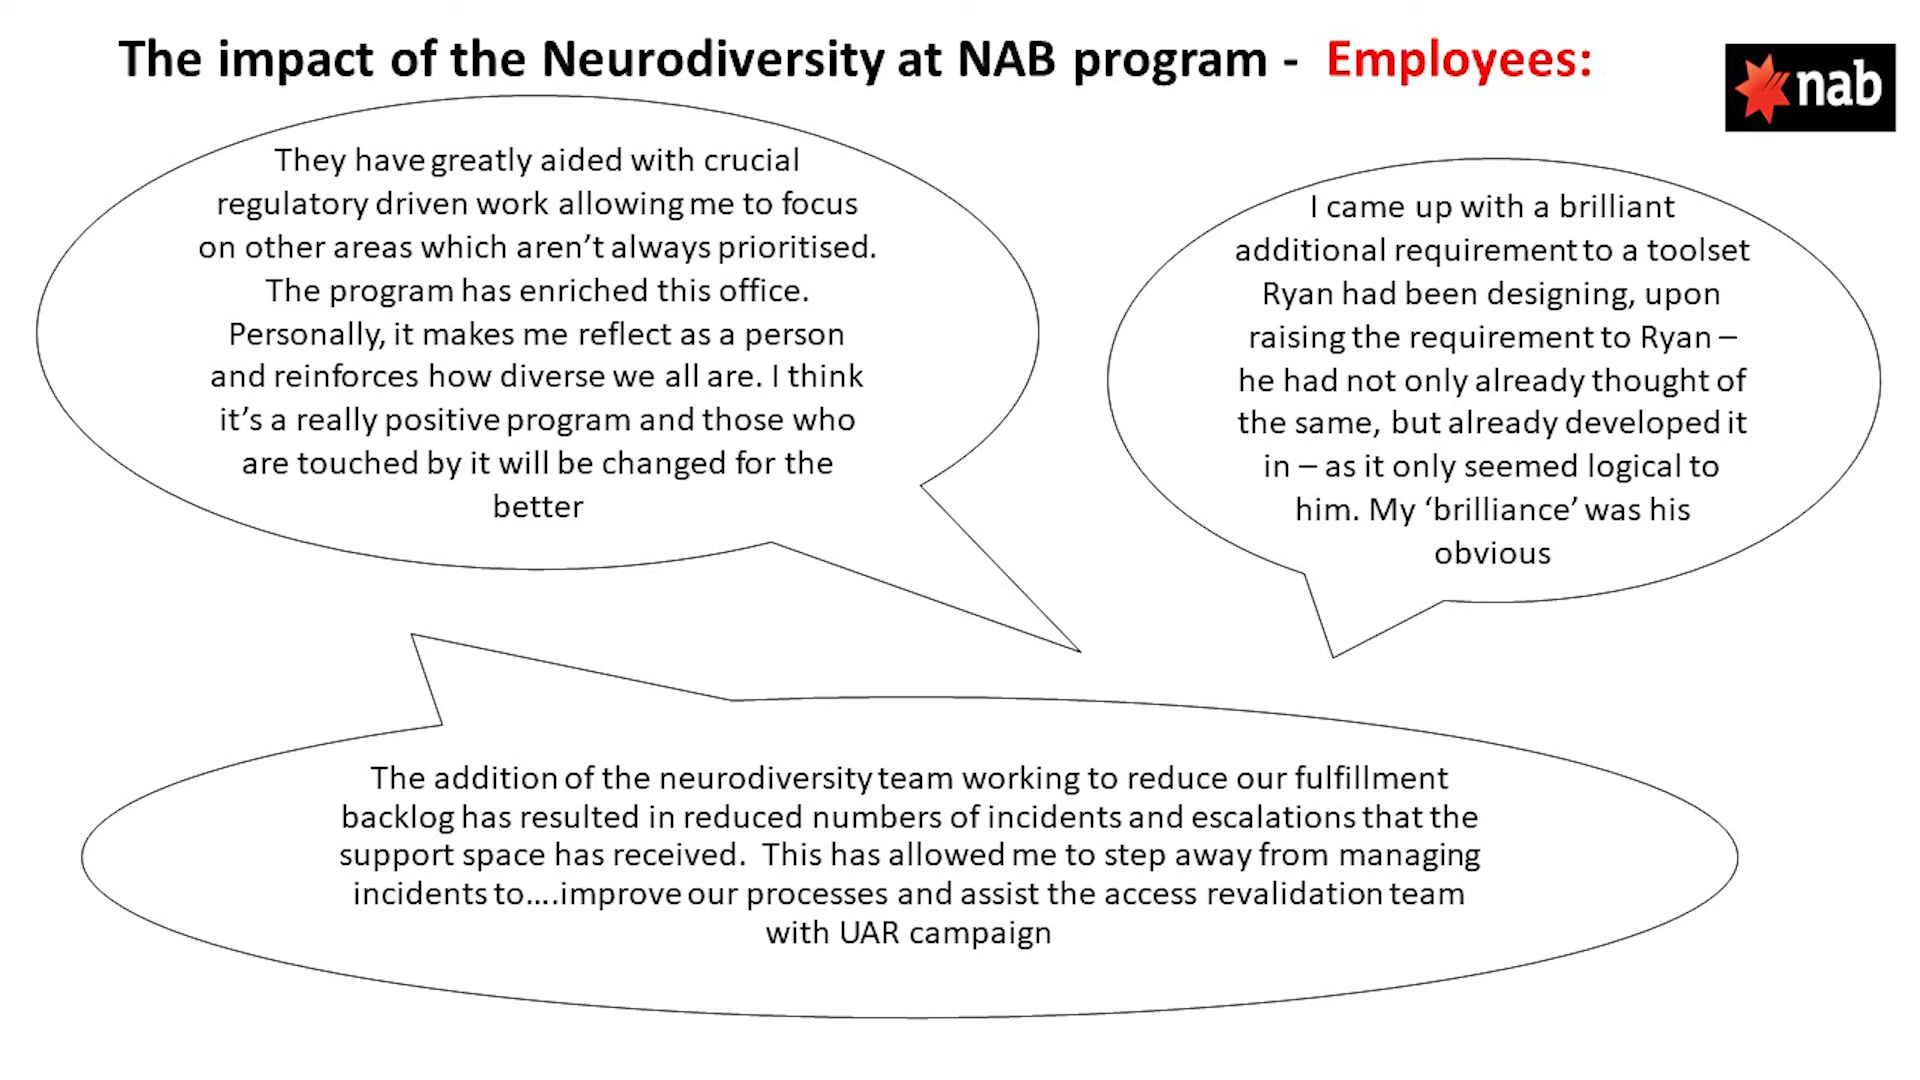 The impact of the Neurodiversity at NAB program - Employees:
nab
They have greatly aided with crucial
regulatory driven work allowing me to focus
on other areas which aren’t always prioritised.
The program has enriched this office.
Personally, it makes me reflect as a person
and reinforces how diverse we all are. I think
it’s a really positive program and those who
are touched by it will be changed for the
better
I came up with a brilliant
additional requirement to a toolset
Ryan had been designing, upon
raising the requirement to Ryan –
he had not only already thought of
the same, but already developed it
in – as it only seemed logical to
him. My ‘brilliance’ was his
obvious
The addition of the neurodiversity team working to reduce our fulfillment
backlog has resulted in reduced numbers of incidents and escalations that the
support space has received.  This has allowed me to step away from managing
incidents to....improve our processes and assist the access revalidation team
with UAR campaign